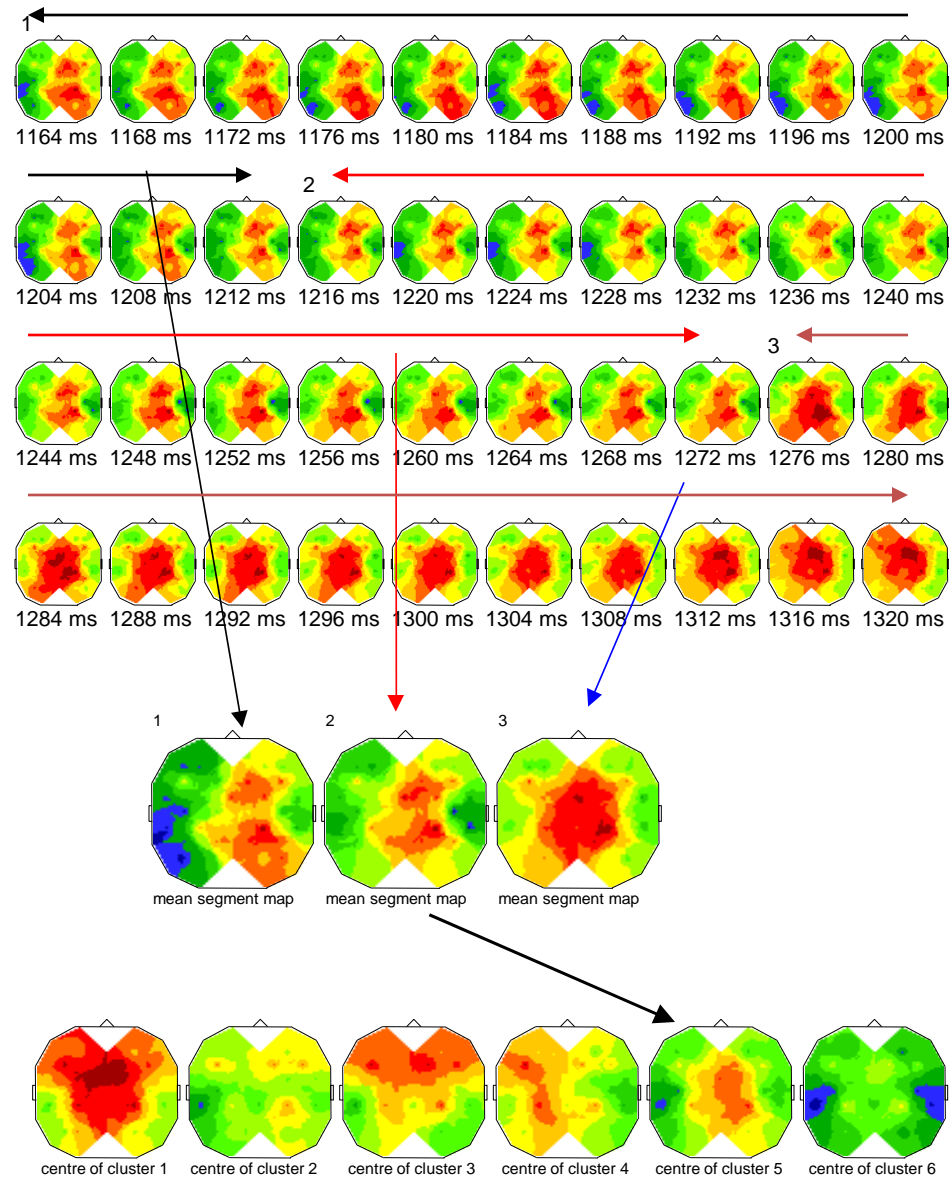 1
1164 ms 1168 ms 1172 ms 1176 ms 1180 ms 1184 ms 1188 ms 1192 ms 1196 ms 1200 ms
2
1204 ms 1208 ms 1212 ms 1216 ms 1220 ms 1224 ms 1228 ms 1232 ms 1236 ms 1240 ms
3
1244 ms 1248 ms 1252 ms 1256 ms 1260 ms 1264 ms 1268 ms 1272 ms 1276 ms 1280 ms
1284 ms 1288 ms 1292 ms 1296 ms 1300 ms 1304 ms 1308 ms 1312 ms 1316 ms 1320 ms
1 2 3
mean segment map mean segment map mean segment map
centre of cluster 1 centre of cluster 2 centre of cluster 3 centre of cluster 4 centre of cluster 5 centre of cluster 6